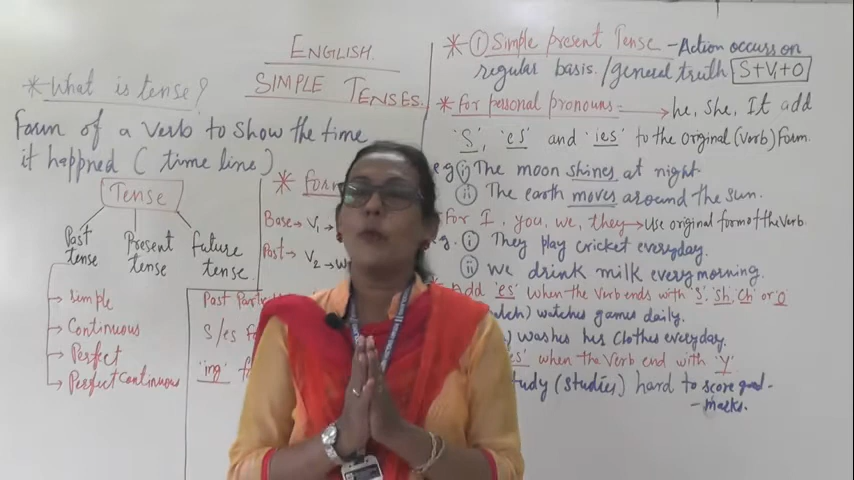 ENGLISH.
SIMPLE TENSES.
* What is tense?
Form of a verb to show the time
it happned ( time line )
Tense
Past tense
Present tense
Future tense.
Simple
Continuous
Perfect
Perfect Continuous
* Form
Base → V1 →
Past → V2 →
Past Parti
S/es fo
'ing' f
* ① Simple present Tense - Action occurs on
regular basis. / general truth S+V1+O
* For personal pronouns: → he, she, It add
'S', 'es' and 'ies' to the original (verb) form.
e.g. ⓘ The moon shines at night.
ⅱ The earth moves around the sun.
For I, you, we, they → Use original form of the verb.
e.g. ⓘ They play cricket everyday.
ⅱ we drink milk every morning.
* Add 'es' when the verb ends with S, Sh, Ch or O
) watches games daily.
) washes her clothes everyday.
es' when the verb end with 'Y'
study (studies) hard to score good
- marks.